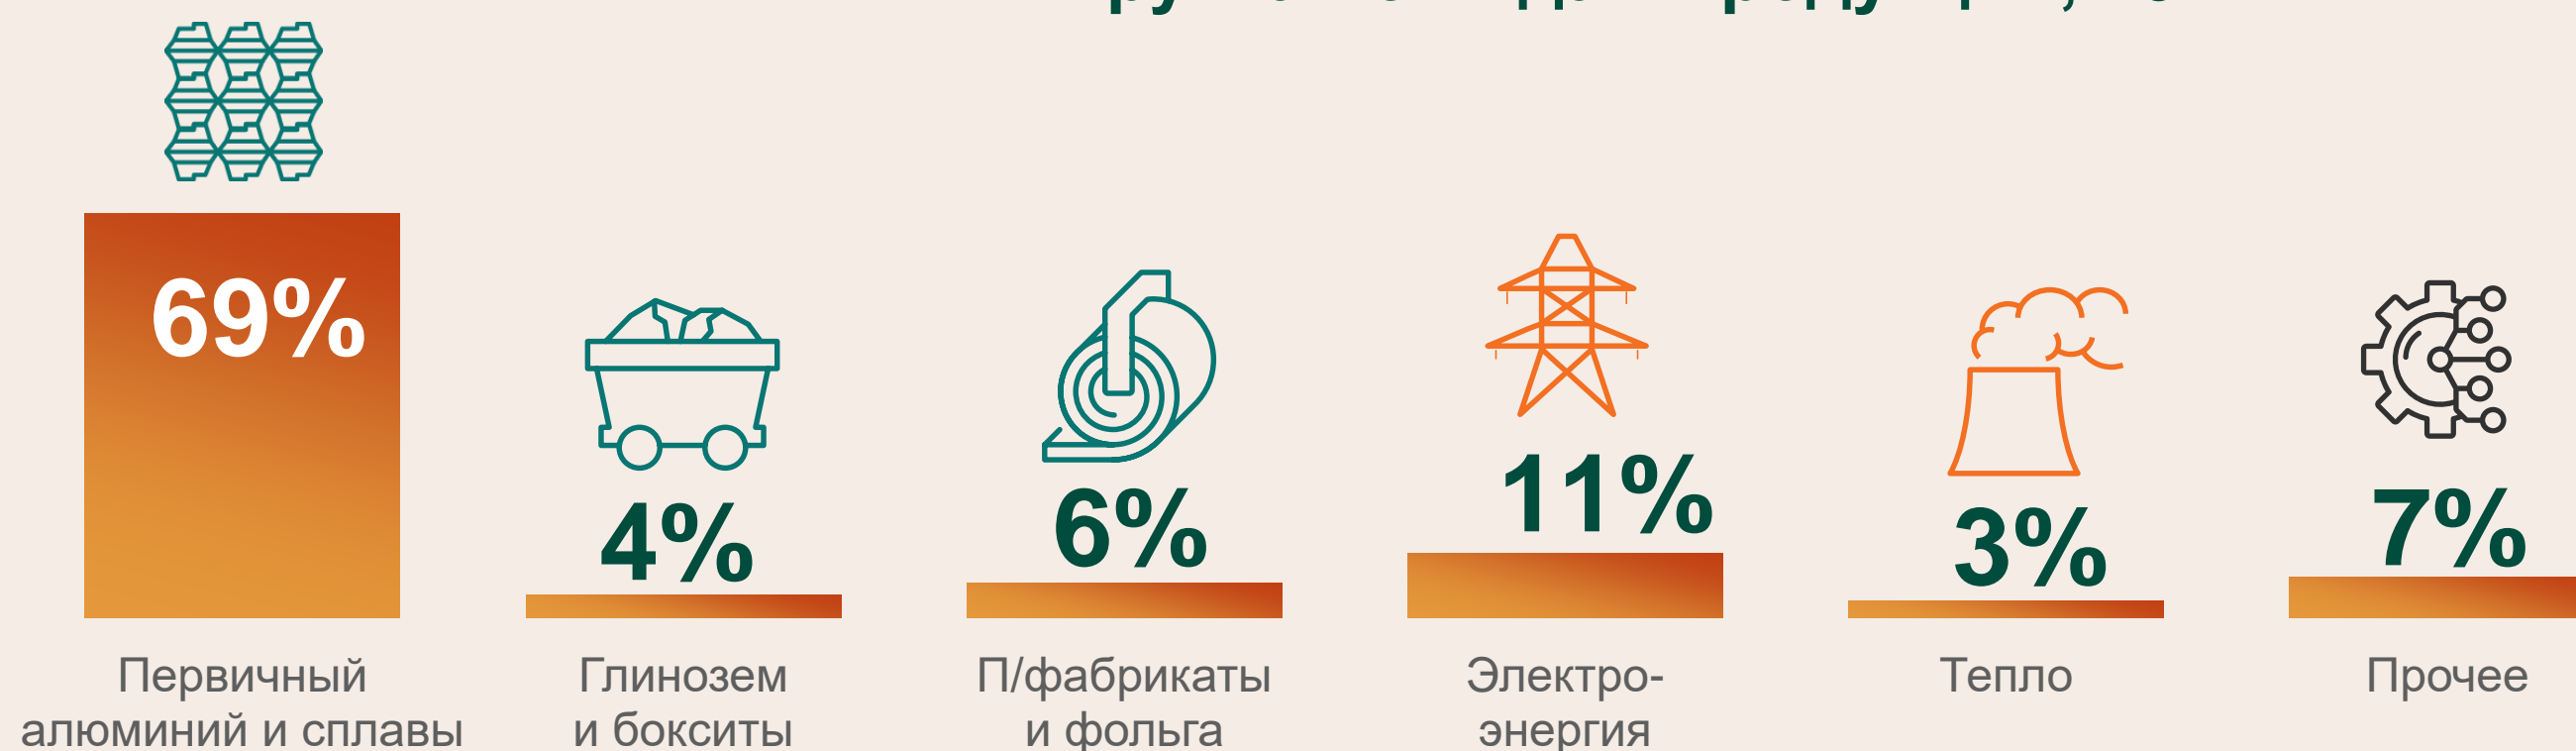 69%
4%
6%
11%
3%
7%
Первичный
алюминий и сплавы
Глинозем
и бокситы
П/фабрикаты
и фольга
Электро-
энергия
Тепло
Прочее